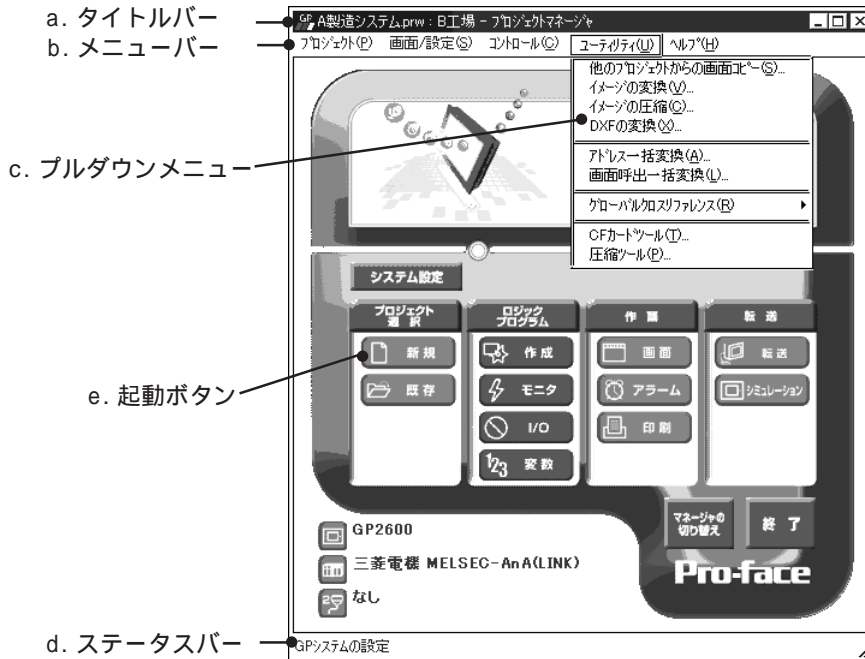 a. タイトルバー
A製造システム.prw : B工場 - プロジェクトマネージャ
b. メニューバー
プロジェクト(P) 画面/設定(S) コントロール(C) ユーティリティ(U) ヘルプ(H)
他のプロジェクトからの画面コピー(S)...
イメージの変換(V)...
イメージの圧縮(C)...
DXFの変換(X)...
c. プルダウンメニュー
アドレス一括変換(A)...
画面呼出一括変換(L)...
グローバルクロスリファレンス(R)
CFカードツール(T)...
圧縮ツール(P)...
システム設定
プロジェクト
選択
ロジック
プログラム
作画
転送
新規
作成
画面
転送
e. 起動ボタン
既存
モニタ
アラーム
シミュレーション
I/O
印刷
変数
マネージャの
切り替え
終了
GP2600
三菱電機 MELSEC-AnA(LINK)
なし
Pro-face
d. ステータスバー
GPシステムの設定